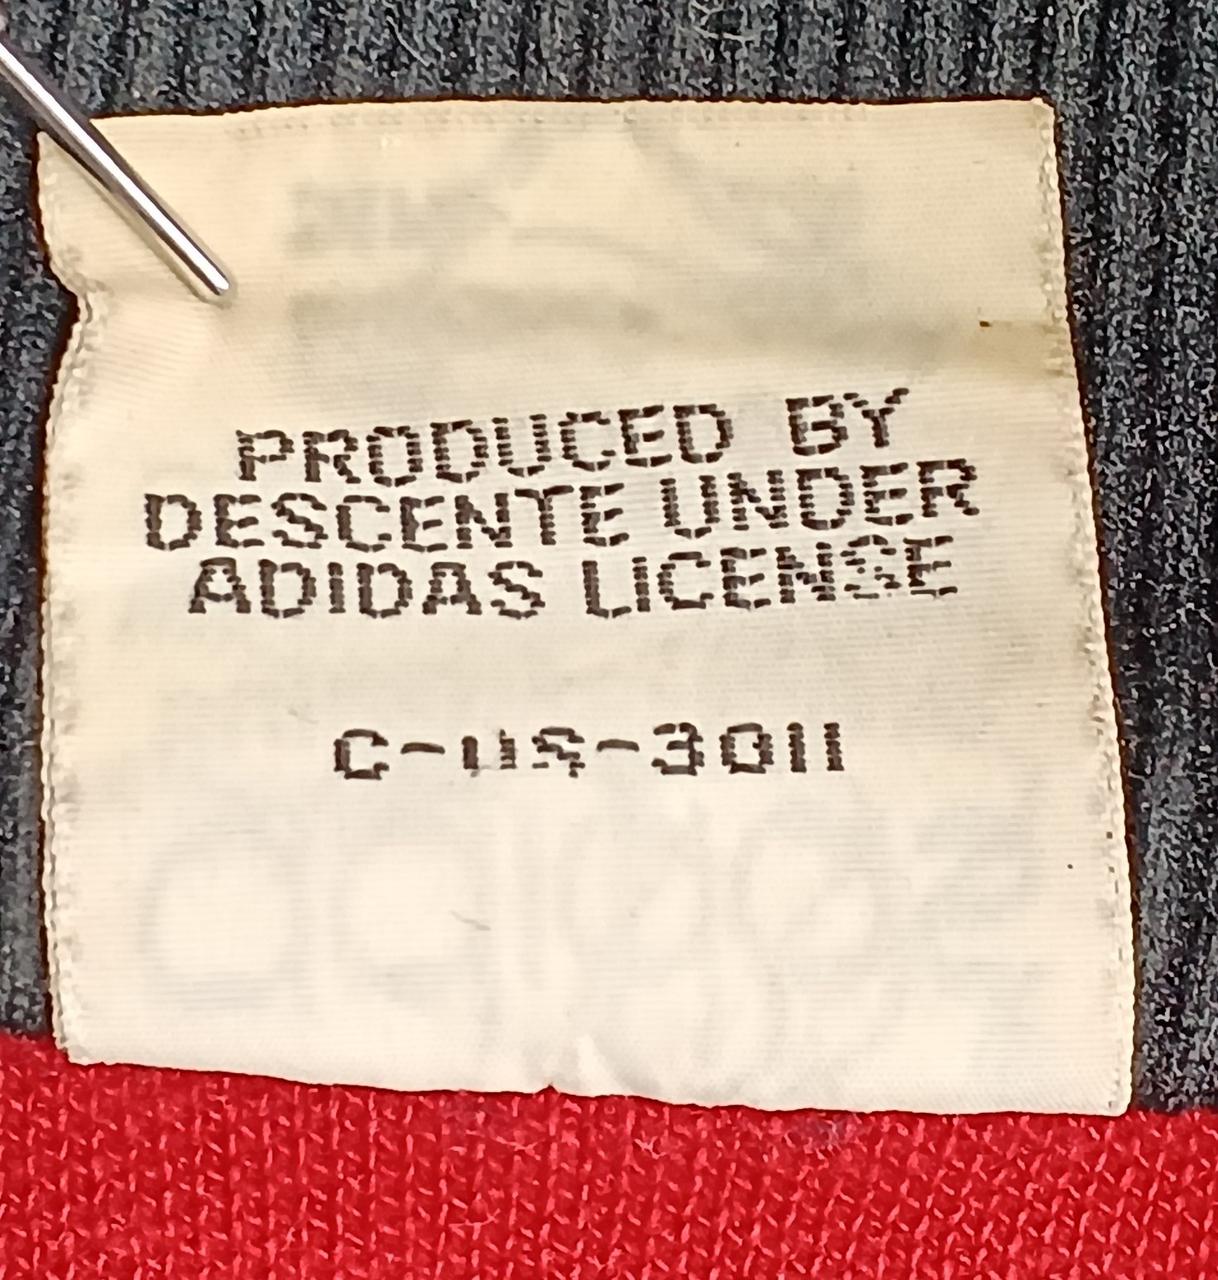 PRODUCED BY
DESCENTE UNDER
ADIDAS LICENSE
C-US-3011